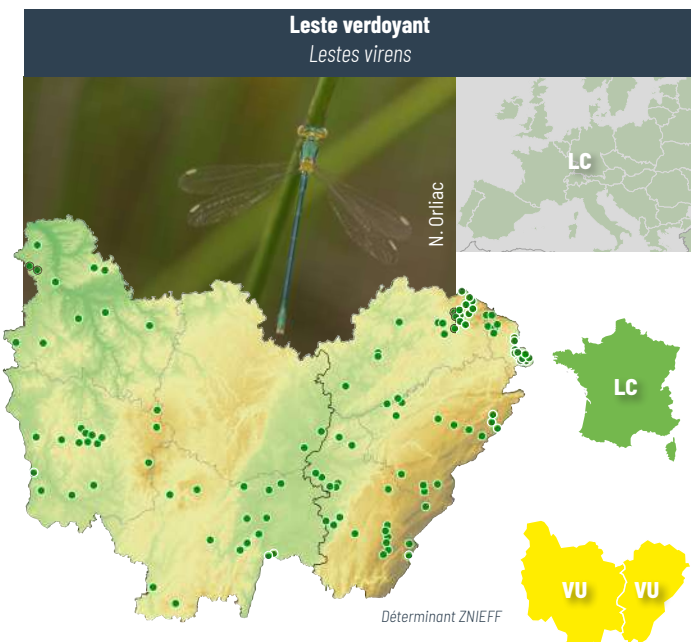 Leste verdoyant
Lestes virens
N. Orliac
LC
LC
VU VU
Déterminant ZNIEFF